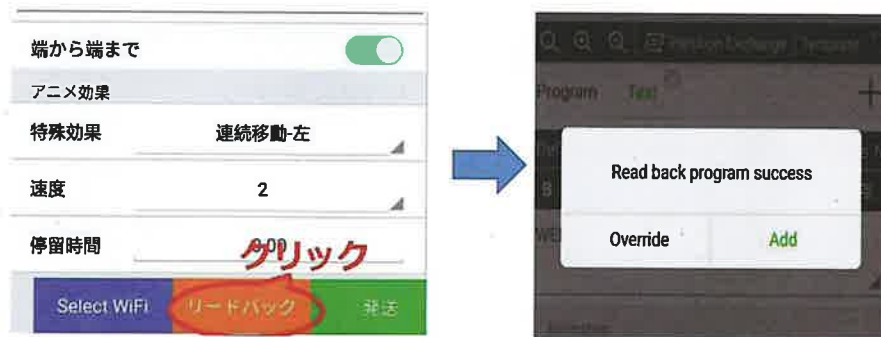 端から端まで
アニメ効果
特殊効果 連続移動-左
速度 2
停留時間
クリック
Select WiFi リードバック 発送
Program Text
Read back program success
Override Add